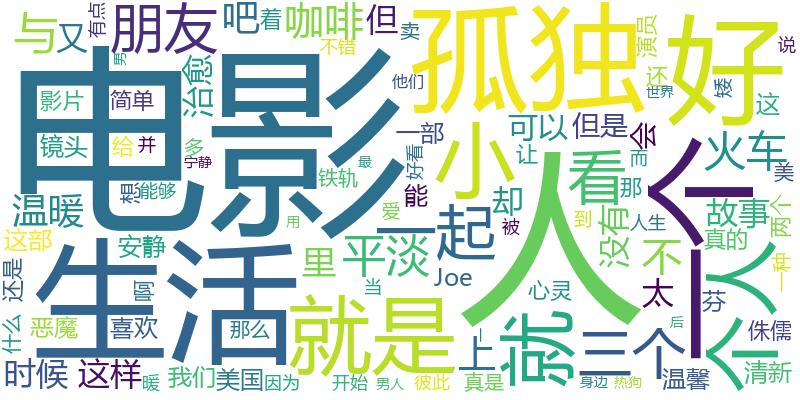 有点
与
又
朋友
吧
着
咖啡
但
卖
不错
孤独
好
演员
还
说
男
治愈
他们
世界
矮
这
影片
简单
电影
一部
好看
可以
但是
会
镜头
给
并
多
小
让
而
火车
美
宁静
最
能
人
看
个
想
能够
铁轨
却
那
两个
温暖
用
爱
被
到
人生
没有
故事
这部
安静
生活
里
平淡
一起
不
真的
一种
个人
还是
啊
当
Joe
心灵
太
芬
什么
恶魔
喜欢
那么
就是
一
上
就
三个
后
侏儒
时候
这样
暖
我们
美国
因为
开始
男人
彼此
真是
身边
热狗
温馨
清新